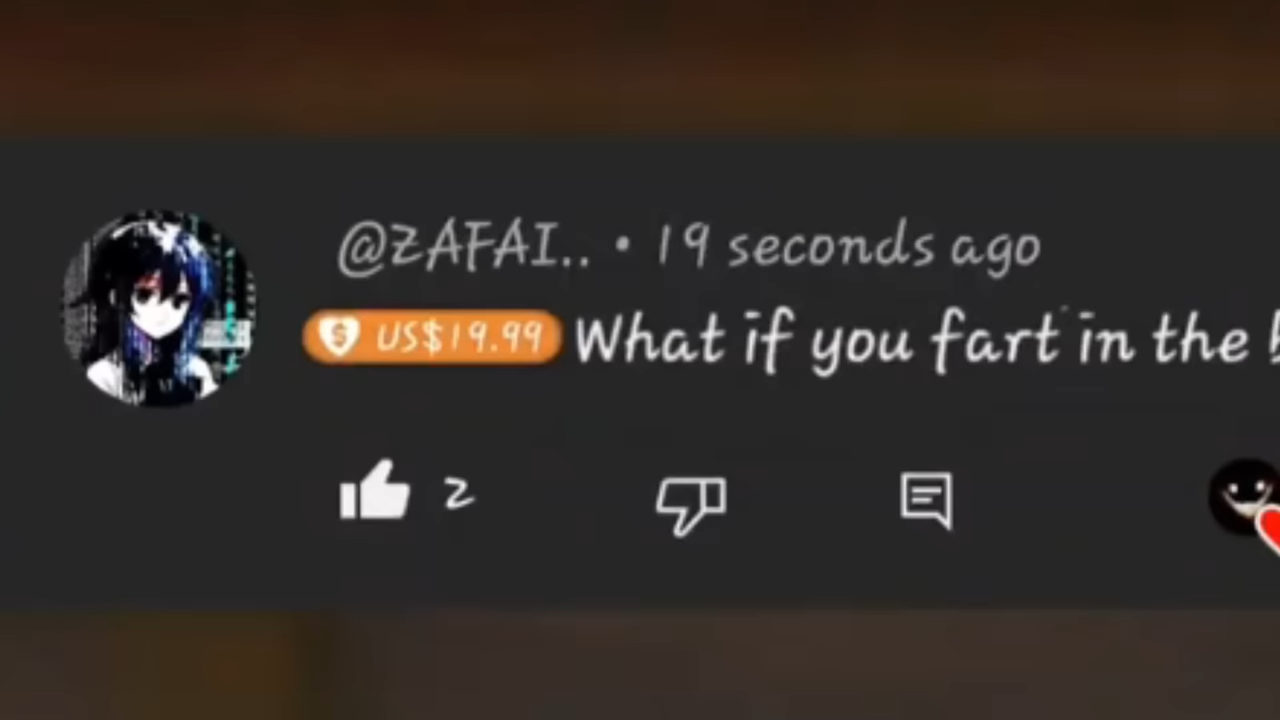 @ZAFAI.. • 19 seconds ago
US$19.99 What if you fart in the
2